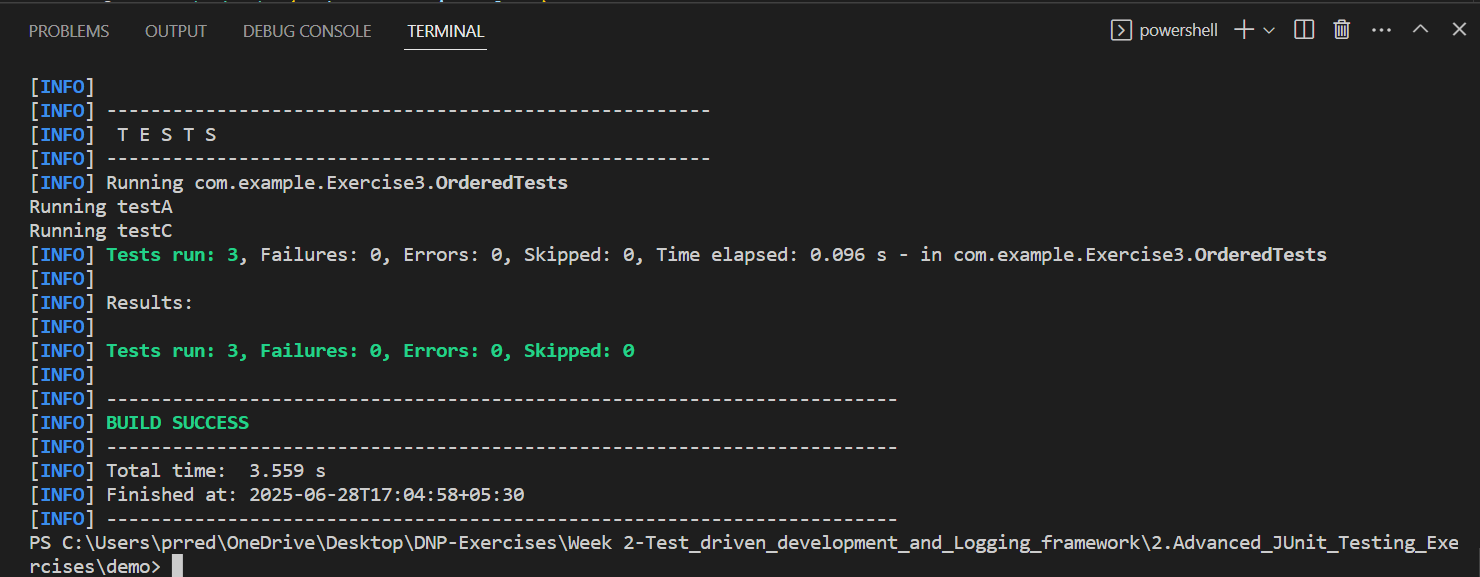 PROBLEMS OUTPUT DEBUG CONSOLE TERMINAL powershell
[INFO]
[INFO] -------------------------------------------------------
[INFO]  T E S T S
[INFO] -------------------------------------------------------
[INFO] Running com.example.Exercise3.OrderedTests
Running testA
Running testC
[INFO] Tests run: 3, Failures: 0, Errors: 0, Skipped: 0, Time elapsed: 0.096 s - in com.example.Exercise3.OrderedTests
[INFO]
[INFO] Results:
[INFO]
[INFO] Tests run: 3, Failures: 0, Errors: 0, Skipped: 0
[INFO]
[INFO] ------------------------------------------------------------------------
[INFO] BUILD SUCCESS
[INFO] ------------------------------------------------------------------------
[INFO] Total time:  3.559 s
[INFO] Finished at: 2025-06-28T17:04:58+05:30
[INFO] ------------------------------------------------------------------------
PS C:\Users\prred\OneDrive\Desktop\DNP-Exercises\Week 2-Test_driven_development_and_Logging_framework\2.Advanced_JUnit_Testing_Exe
rcises\demo>